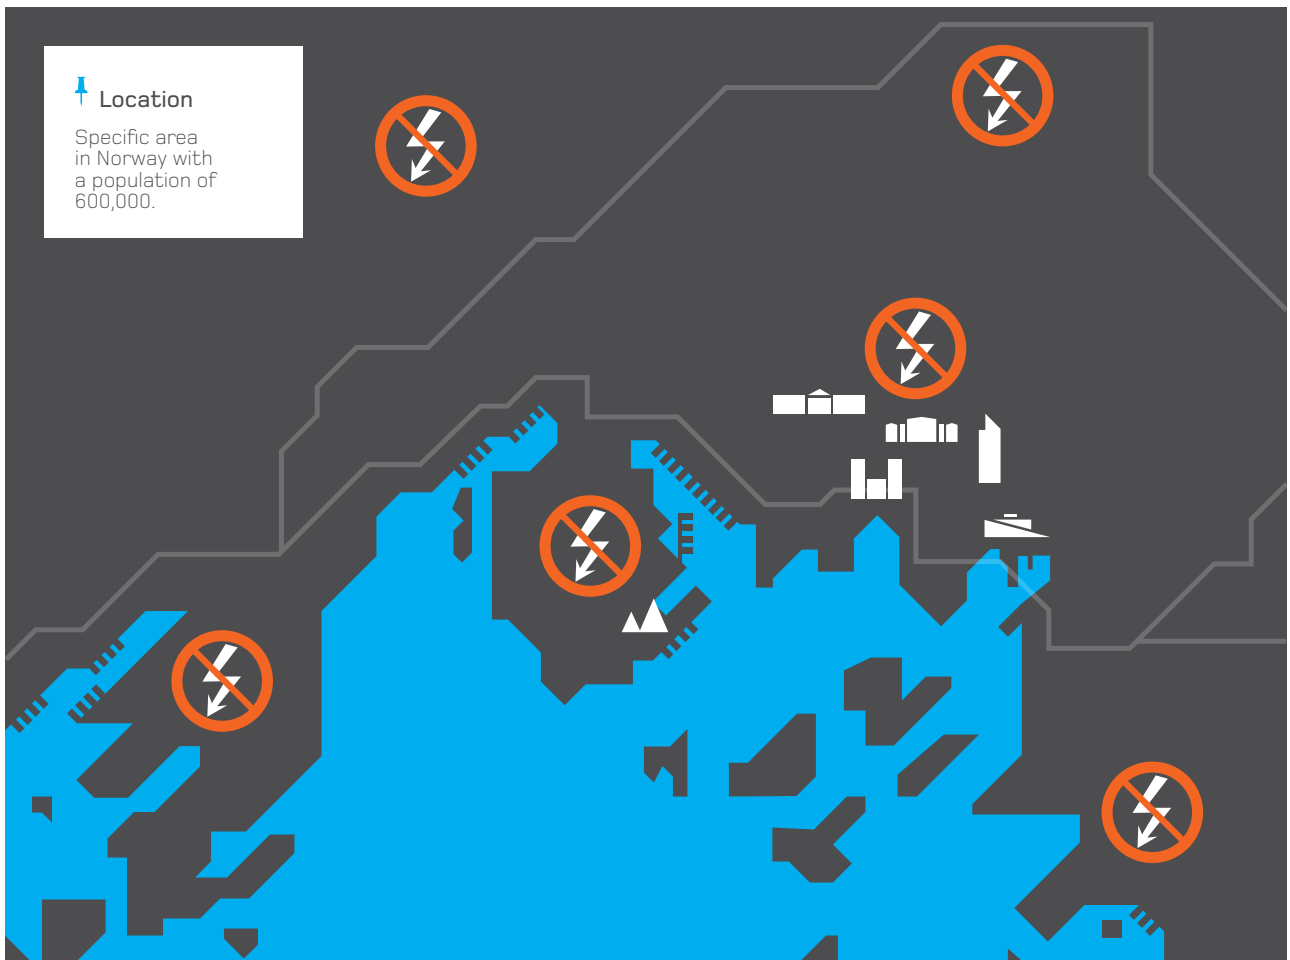 Location
Specific area
in Norway with
a population of
600,000.